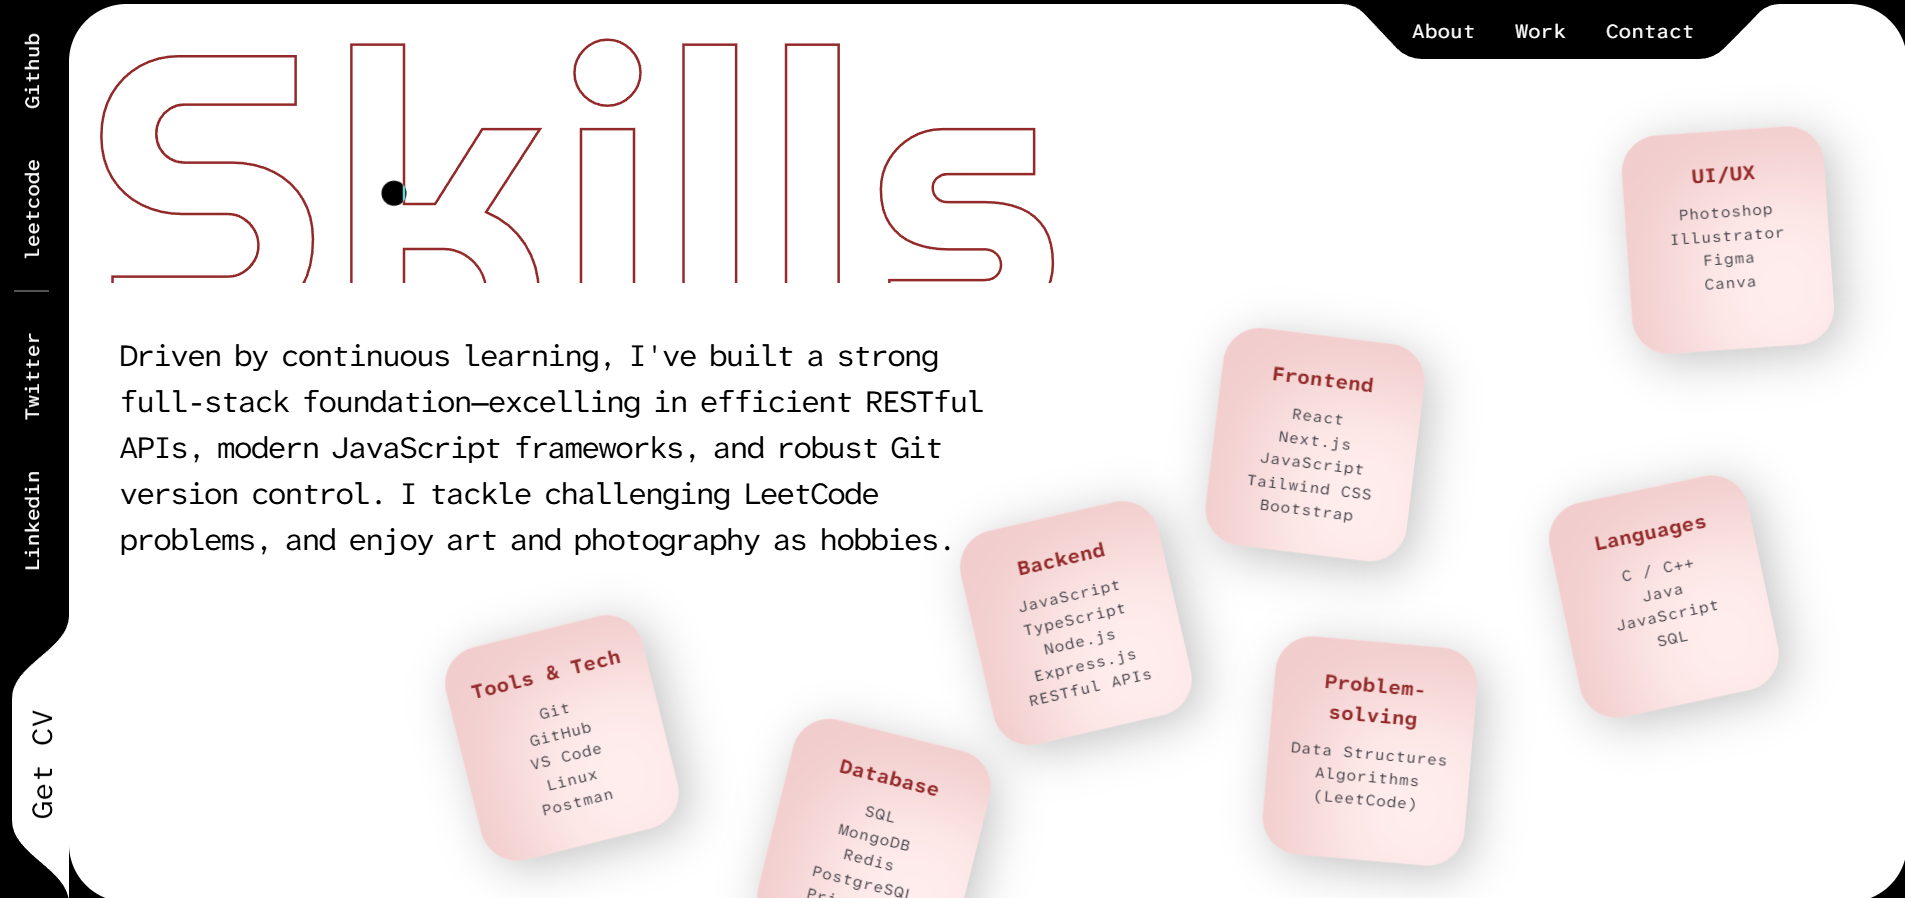 Github
leetcode
Twitter
Linkedin
Get CV
About Work Contact
Skills
Driven by continuous learning, I've built a strong
full-stack foundation—excelling in efficient RESTful
APIs, modern JavaScript frameworks, and robust Git
version control. I tackle challenging LeetCode
problems, and enjoy art and photography as hobbies.
UI/UX
Photoshop
Illustrator
Figma
Canva
Frontend
React
Next.js
JavaScript
Tailwind CSS
Bootstrap
Languages
C / C++
Java
JavaScript
SQL
Backend
JavaScript
TypeScript
Node.js
Express.js
RESTful APIs
Problem-
solving
Data Structures
Algorithms
(LeetCode)
Tools & Tech
Git
GitHub
VS Code
Linux
Postman
Database
SQL
MongoDB
Redis
PostgreSQL